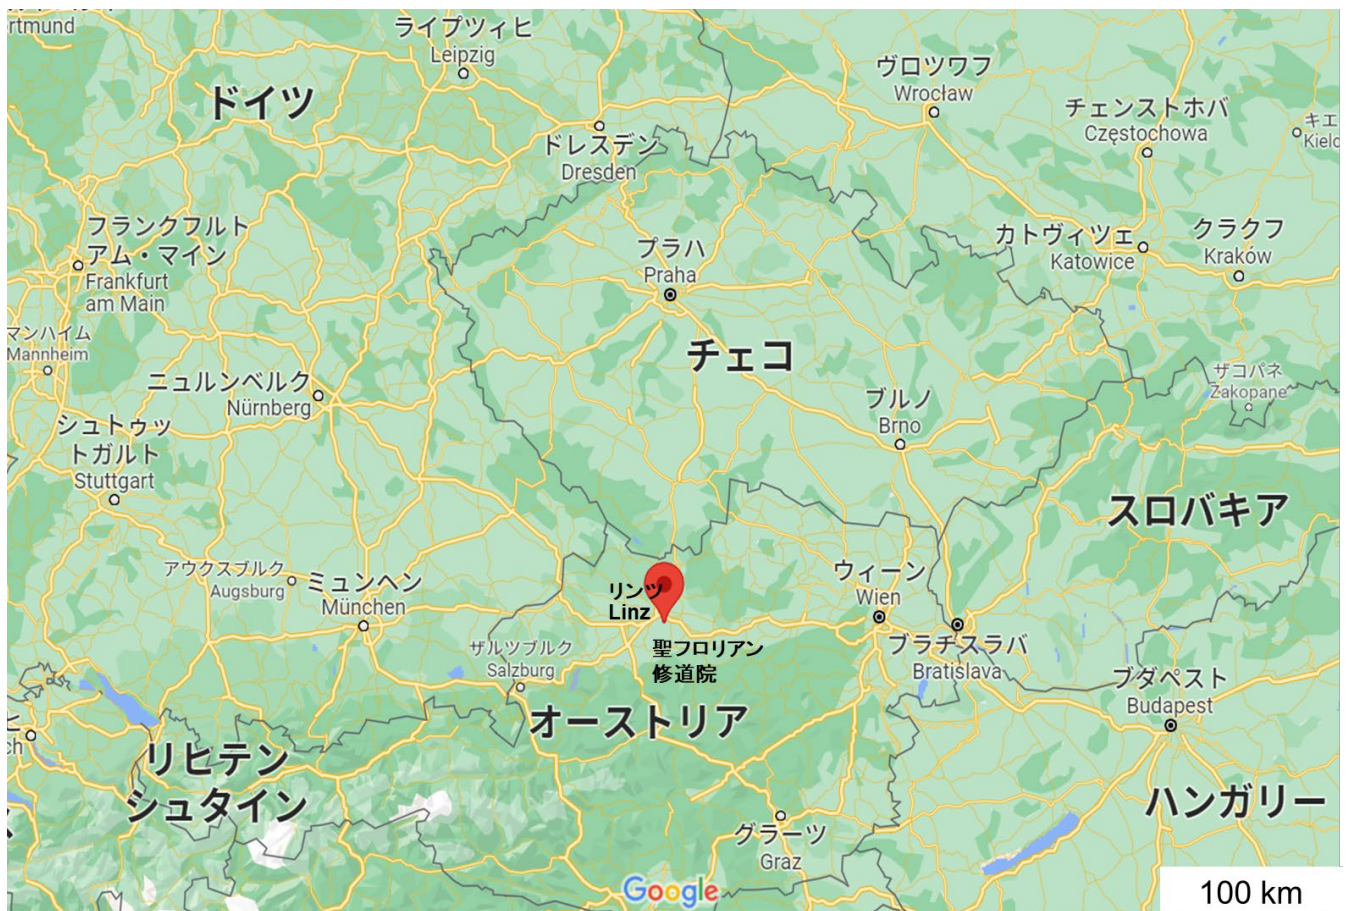 ライプツィヒ
Leipzig
rtmund
ドイツ
ヴロツワフ
Wrocław
チェンストホバ
Częstochowa
キエ
Kielc
ドレスデン
Dresden
フランクフルト
アム・マイン
Frankfurt
am Main
プラハ
Praha
カトヴィツェ
Katowice
クラクフ
Kraków
マンハイム
Mannheim
チェコ
ニュルンベルク
Nürnberg
ザコパネ
Zakopane
ブルノ
Brno
シュトゥッ
トガルト
Stuttgart
スロバキア
アウクスブルク
Augsburg
ミュンヘン
München
リンツ
Linz
ウィーン
Wien
聖フロリアン
修道院
ザルツブルク
Salzburg
ブラチスラバ
Bratislava
ブダペスト
Budapest
オーストリア
ヒ
ch
リヒテン
シュタイン
ハンガリー
グラーツ
Graz
Google
100 km